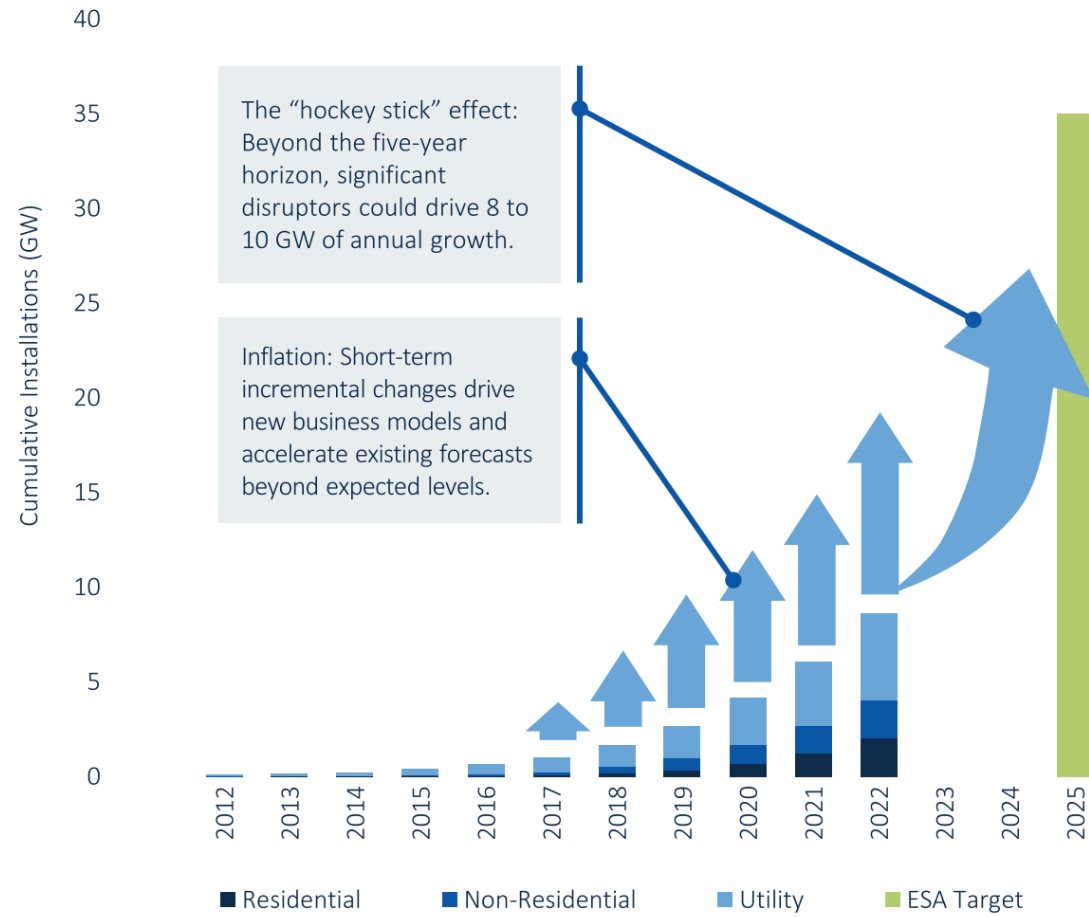 40
35
30
25
20
15
10
5
0
Cumulative Installations (GW)
The “hockey stick” effect:
Beyond the five-year
horizon, significant
disruptors could drive 8 to
10 GW of annual growth.
Inflation: Short-term
incremental changes drive
new business models and
accelerate existing forecasts
beyond expected levels.
2012
2013
2014
2015
2016
2017
2018
2019
2020
2021
2022
2023
2024
2025
Residential
Non-Residential
Utility
ESA Target